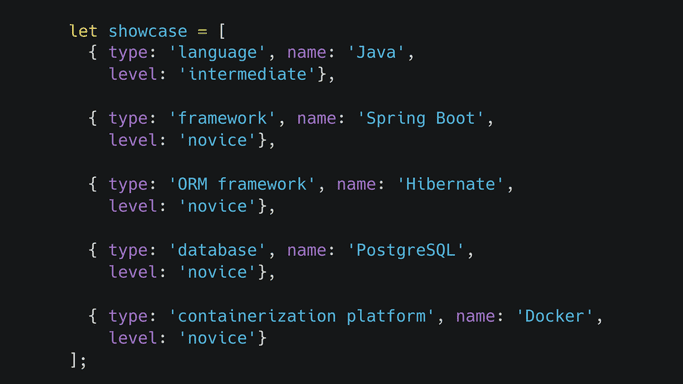 let showcase = [
{ type: 'language', name: 'Java',
level: 'intermediate'},
{ type: 'framework', name: 'Spring Boot',
level: 'novice'},
{ type: 'ORM framework', name: 'Hibernate',
level: 'novice'},
{ type: 'database', name: 'PostgreSQL',
level: 'novice'},
{ type: 'containerization platform', name: 'Docker',
level: 'novice'}
];